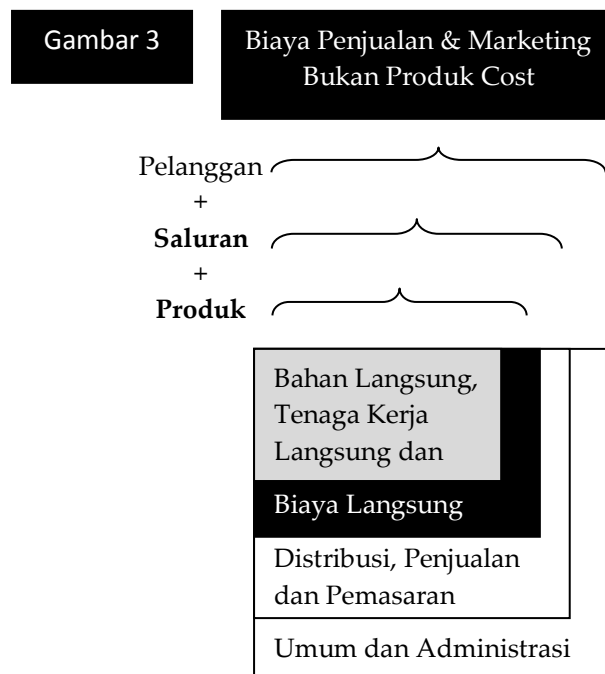 Gambar 3
Biaya Penjualan & Marketing
Bukan Produk Cost
Pelanggan
+
Saluran
+
Produk
Bahan Langsung,
Tenaga Kerja
Langsung dan
Biaya Langsung
Distribusi, Penjualan
dan Pemasaran
Umum dan Administrasi